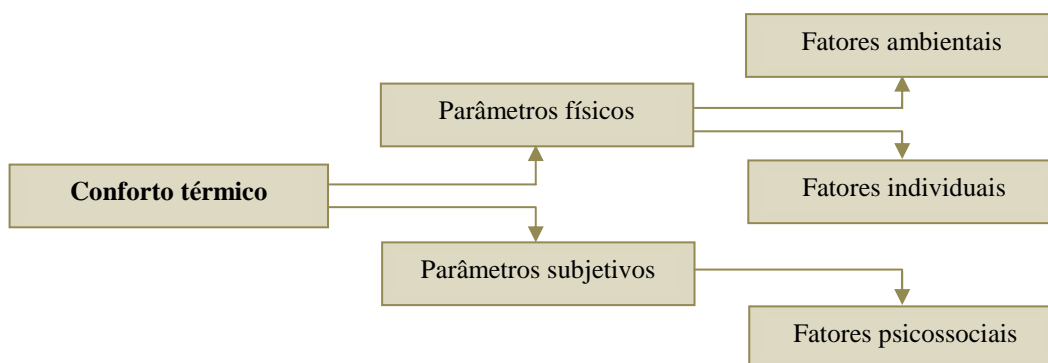 Fatores ambientais
Parâmetros físicos
Conforto térmico
Fatores individuais
Parâmetros subjetivos
Fatores psicossociais